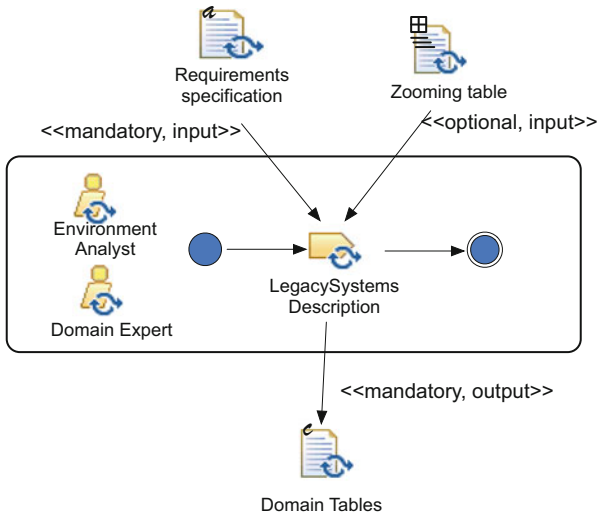 a
Requirements
specification
Zooming table
<<mandatory, input>>
<<optional, input>>
Environment
Analyst
LegacySystems
Description
Domain Expert
<<mandatory, output>>
c
Domain Tables